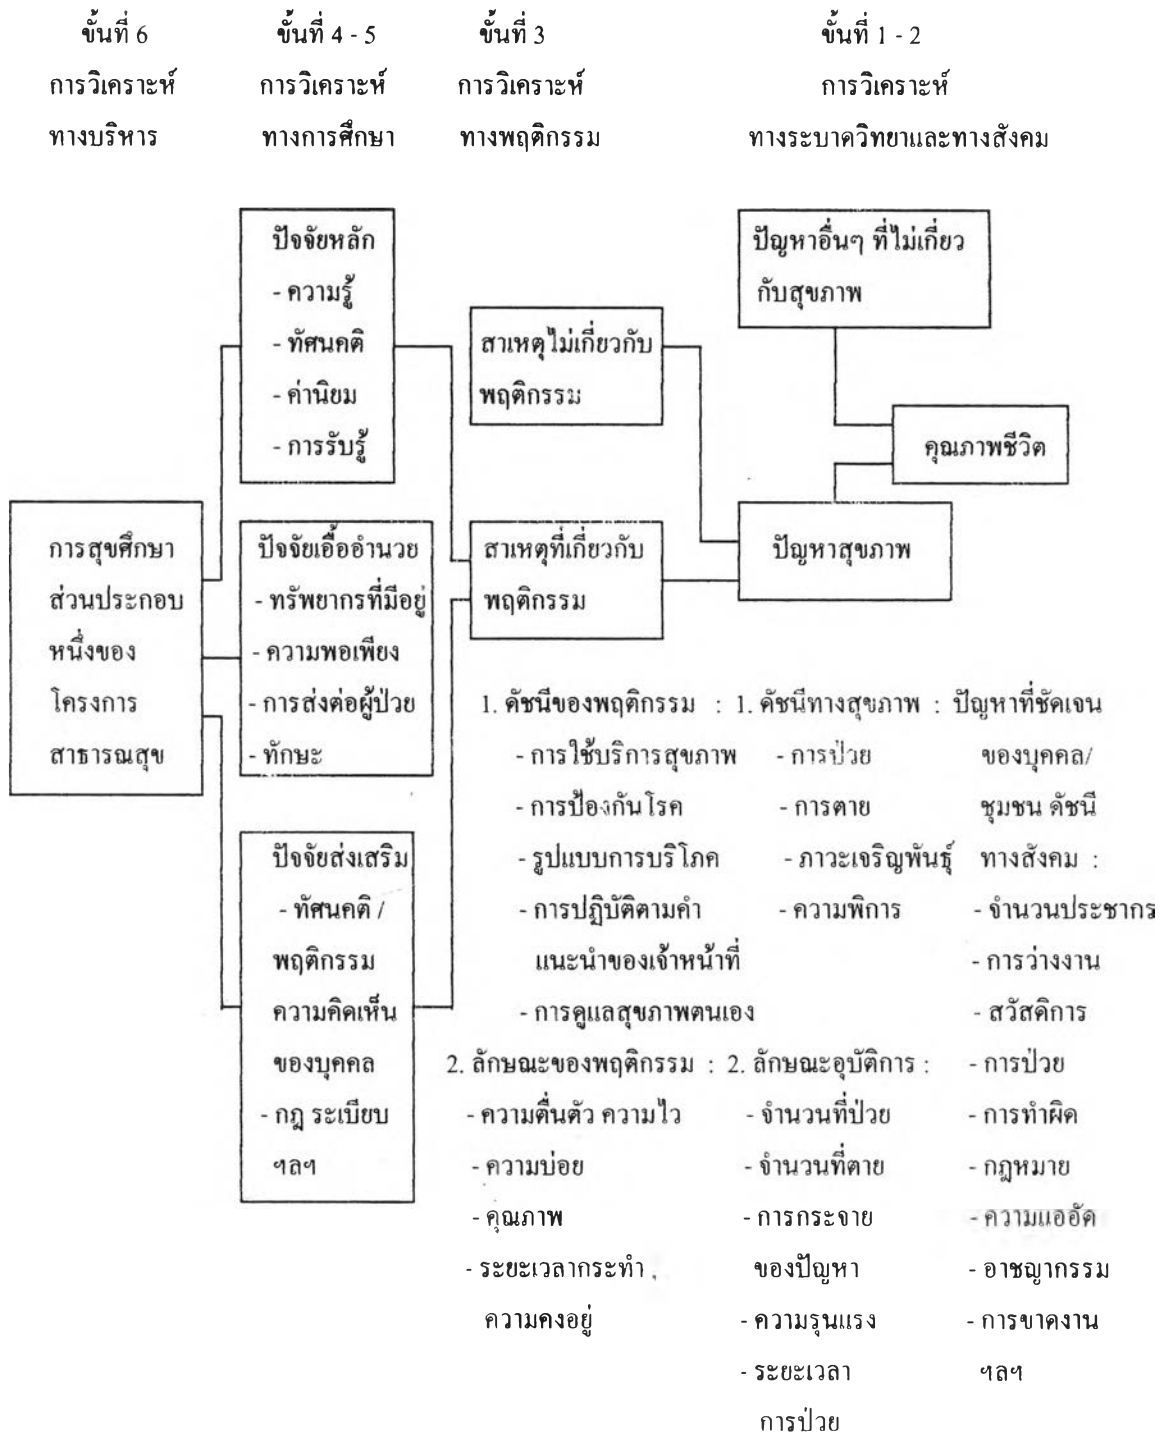 ขั้นที่ 6
การวิเคราะห์
ทางบริหาร
ขั้นที่ 4 - 5
การวิเคราะห์
ทางการศึกษา
ขั้นที่ 3
การวิเคราะห์
ทางพฤติกรรม
ขั้นที่ 1 - 2
การวิเคราะห์
ทางระบาดวิทยาและทางสังคม
การสุขศึกษา
ส่วนประกอบ
หนึ่งของ
โครงการ
สาธารณสุข
ปัจจัยหลัก
- ความรู้
- ทัศนคติ
- ค่านิยม
- การรับรู้
ปัจจัยเอื้ออำนวย
- ทรัพยากรที่มีอยู่
- ความพอเพียง
- การส่งต่อผู้ป่วย
- ทักษะ
ปัจจัยส่งเสริม
- ทัศนคติ /
พฤติกรรม
ความคิดเห็น
ของบุคคล
- กฎ ระเบียบ
ฯลฯ
สาเหตุไม่เกี่ยวกับ
พฤติกรรม
สาเหตุที่เกี่ยวกับ
พฤติกรรม
ปัญหาอื่นๆ ที่ไม่เกี่ยว
กับสุขภาพ
คุณภาพชีวิต
ปัญหาสุขภาพ
1. ดัชนีของพฤติกรรม :
- การใช้บริการสุขภาพ
- การป้องกันโรค
- รูปแบบการบริโภค
- การปฏิบัติตามคำ
แนะนำของเจ้าหน้าที่
- การดูแลสุขภาพตนเอง
2. ลักษณะของพฤติกรรม :
- ความตื่นตัว ความไว
- ความบ่อย
- คุณภาพ
- ระยะเวลากระทำ
ความคงอยู่
1. ดัชนีทางสุขภาพ :
- การป่วย
- การตาย
- ภาวะเจริญพันธุ์
- ความพิการ
2. ลักษณะอุบัติการ :
- จำนวนที่ป่วย
- จำนวนที่ตาย
- การกระจาย
ของปัญหา
- ความรุนแรง
- ระยะเวลา
การป่วย
ปัญหาที่ชัดเจน
ของบุคคล/
ชุมชน ดัชนี
ทางสังคม :
- จำนวนประชากร
- การว่างงาน
- สวัสดิการ
- การป่วย
- การทำผิด
- กฎหมาย
- ความแออัด
- อาชญากรรม
- การขาดงาน
ฯลฯ